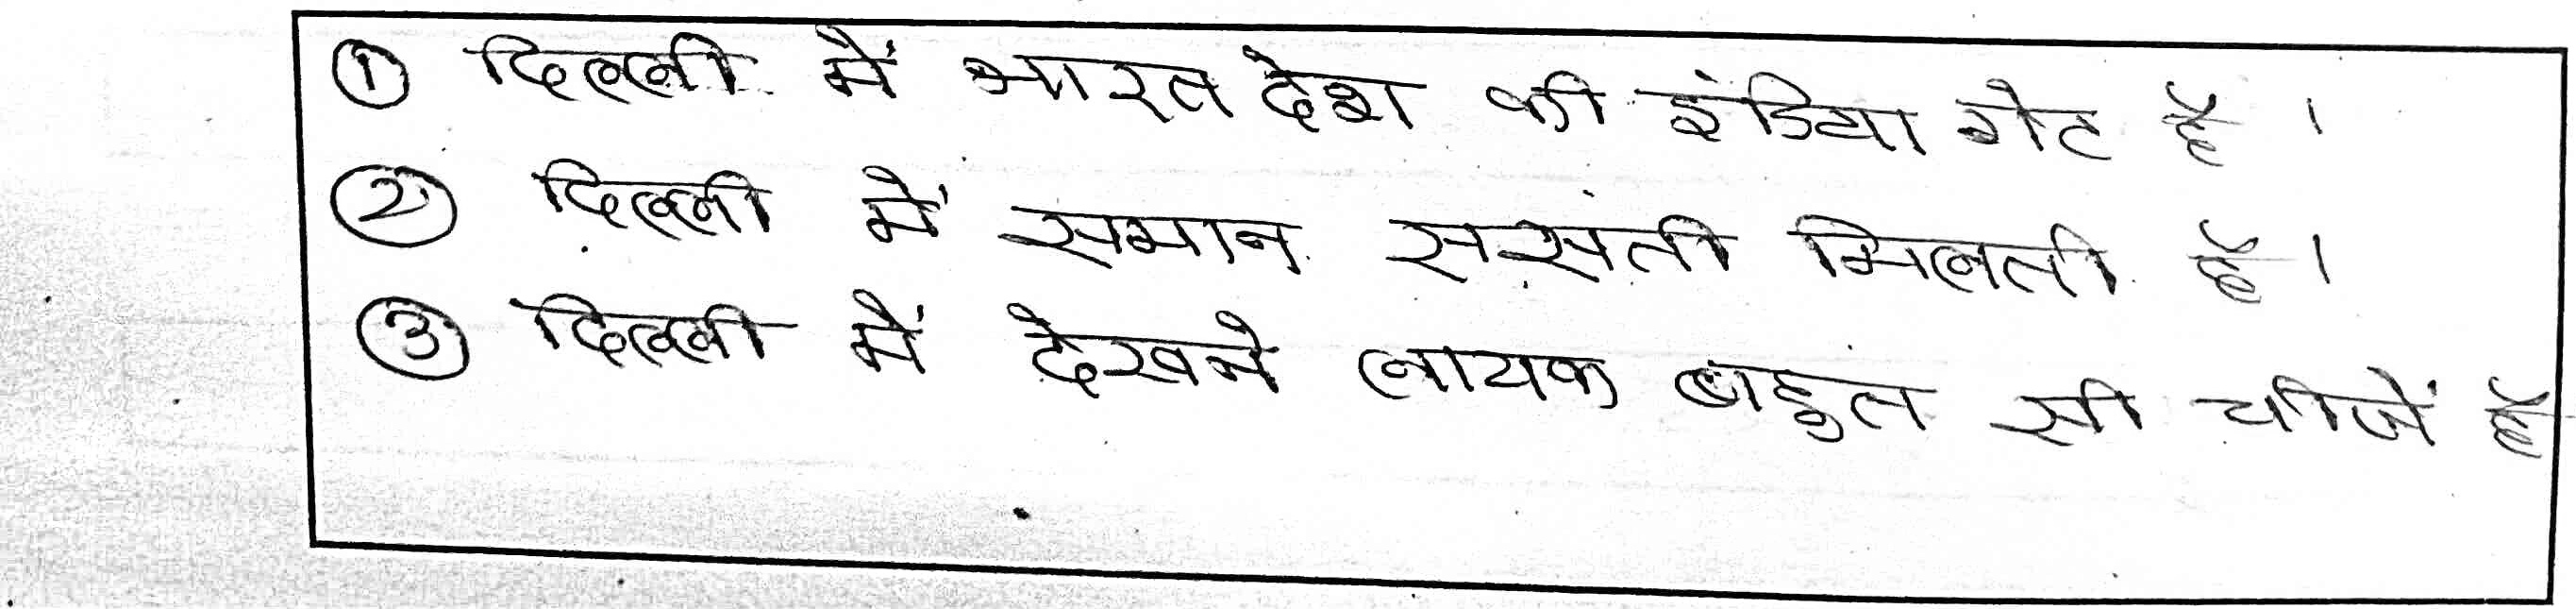 ① दिल्ली में भारत देश की इंडिया गेट है ।
② दिल्ली में समान ससंती मिलती है ।
③ दिल्ली में देखने लायक बहुत सी चीजें है